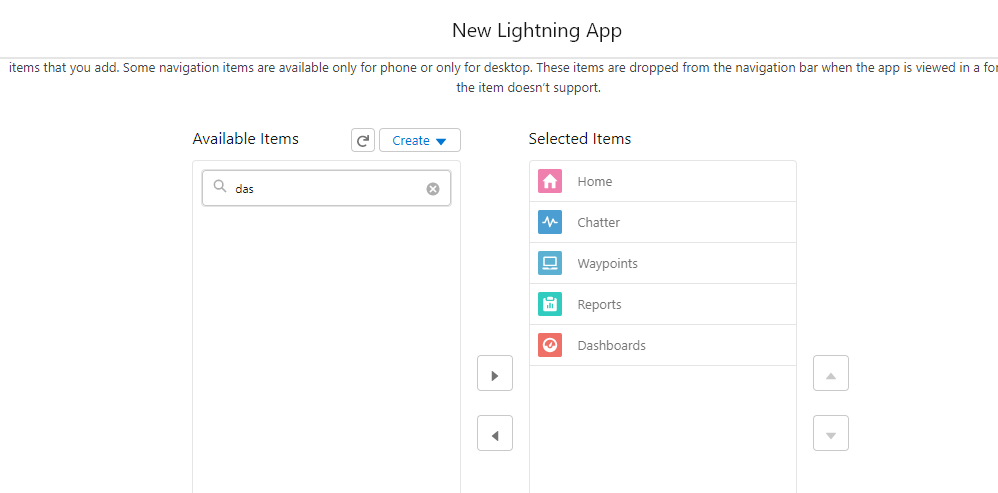 New Lightning App
items that you add. Some navigation items are available only for phone or only for desktop. These items are dropped from the navigation bar when the app is viewed in a for
the item doesn't support.
Available Items
Create
Selected Items
das
Home
Chatter
Waypoints
Reports
Dashboards